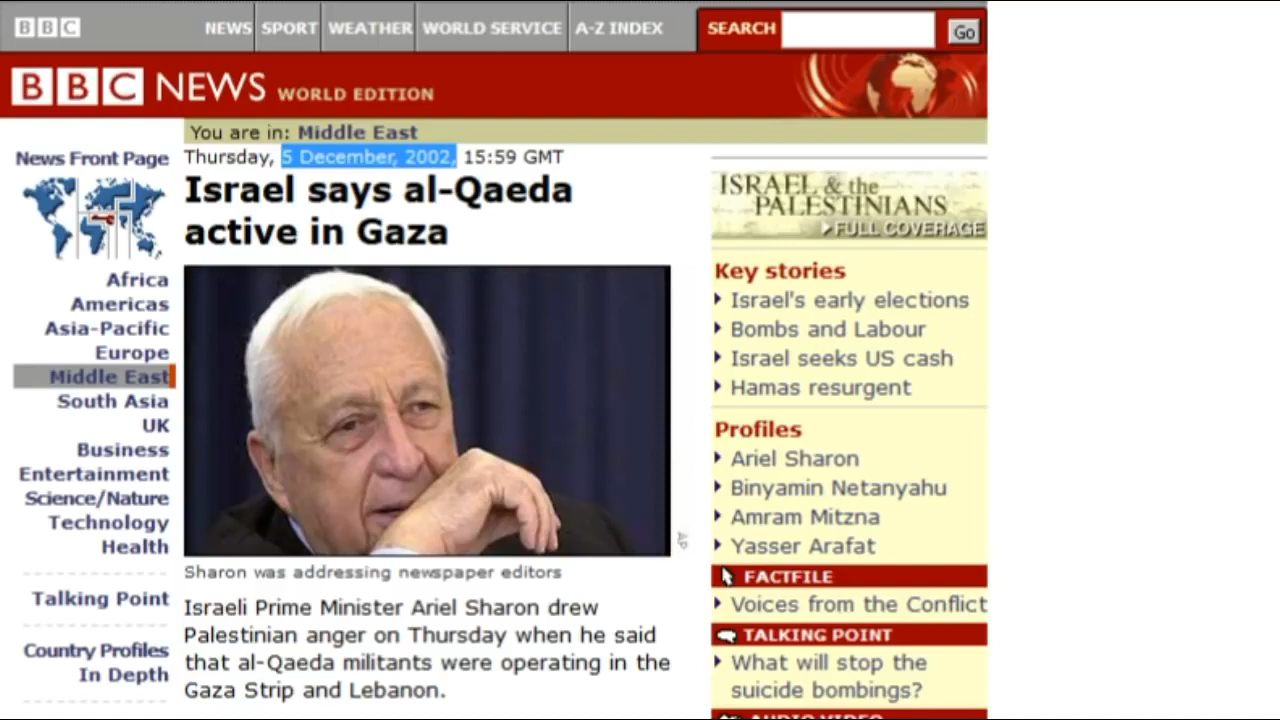 BBC NEWS SPORT WEATHER WORLD SERVICE A-Z INDEX SEARCH Go
BBC NEWS WORLD EDITION
You are in: Middle East
News Front Page
Africa
Americas
Asia-Pacific
Europe
Middle East
South Asia
UK
Business
Entertainment
Science/Nature
Technology
Health
Talking Point
Country Profiles
In Depth
Thursday, 5 December, 2002, 15:59 GMT
Israel says al-Qaeda
active in Gaza
AP
Sharon was addressing newspaper editors
Israeli Prime Minister Ariel Sharon drew
Palestinian anger on Thursday when he said
that al-Qaeda militants were operating in the
Gaza Strip and Lebanon.
ISRAEL & the
PALESTINIANS
FULL COVERAGE
Key stories
Israel's early elections
Bombs and Labour
Israel seeks US cash
Hamas resurgent
Profiles
Ariel Sharon
Binyamin Netanyahu
Amram Mitzna
Yasser Arafat
FACTFILE
Voices from the Conflict
TALKING POINT
What will stop the
suicide bombings?
AUDIO VIDEO